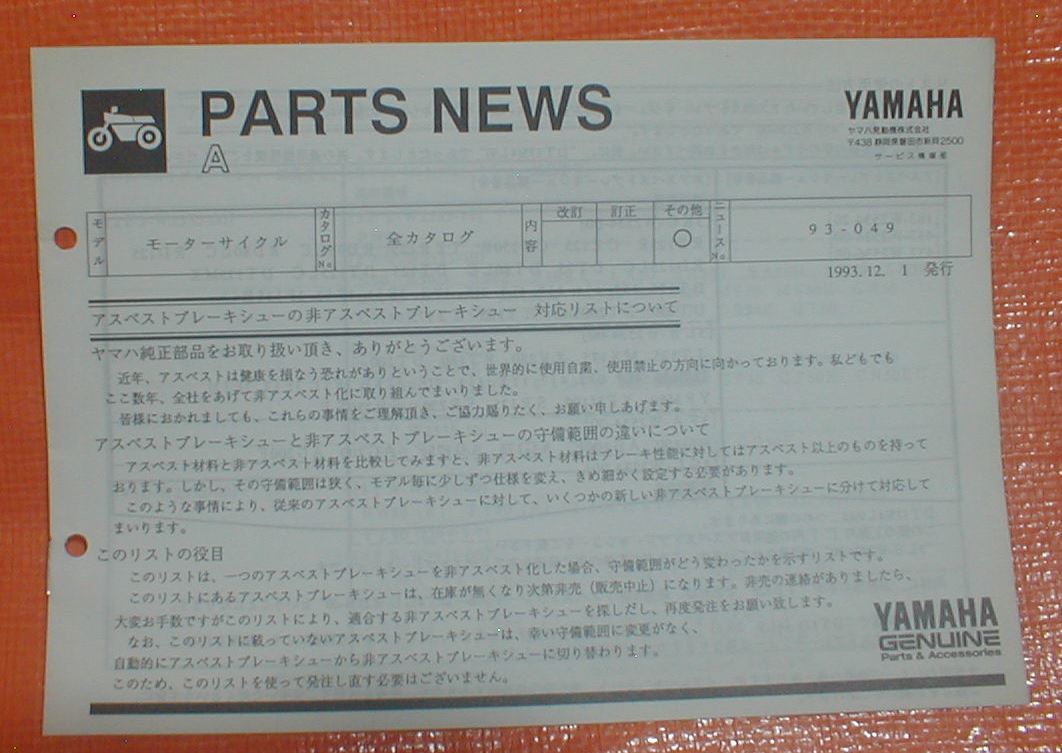 PARTS NEWS
A
YAMAHA
ヤマハ発動機株式会社
〒438 静岡県磐田市新貝2500
サービス
モデル モーターサイクル カタログNo. 全カタログ 内容 改訂 訂正 その他 ○ ニュースNo. 93-049
1993.12. 1 発行
アスベストブレーキシューの非アスベストブレーキシュー 対応リストについて
ヤマハ純正部品をお取り扱い頂き、ありがとうございます。
近年、アスベストは健康を損なう恐れがありということで、世界的に使用自粛、使用禁止の方向に向かっております。私どもでも
ここ数年、全社をあげて非アスベスト化に取り組んでまいりました。
皆様におかれましても、これらの事情をご理解頂き、ご協力賜りたく、お願い申しあげます。
アスベストブレーキシューと非アスベストブレーキシューの守備範囲の違いについて
アスベスト材料と非アスベスト材料を比較してみますと、非アスベスト材料はブレーキ性能に対してはアスベスト以上のものを持って
おります。しかし、その守備範囲は狭く、モデル毎に少しずつ仕様を変え、きめ細かく設定する必要があります。
このような事情により、従来のアスベストブレーキシューに対して、いくつかの新しい非アスベストブレーキシューに分けて対応して
まいります。
このリストの役目
このリストは、一つのアスベストブレーキシューを非アスベスト化した場合、守備範囲がどう変わったかを示すリストです。
このリストにあるアスベストブレーキシューは、在庫が無くなり次第非売（販売中止）になります。非売の連絡がありましたら、
大変お手数ですがこのリストにより、適合する非アスベストブレーキシューを探しだし、再度発注をお願い致します。
なお、このリストに載っていないアスベストブレーキシューは、幸い守備範囲に変更がなく、
自動的にアスベストブレーキシューから非アスベストブレーキシューに切り替わります。
このため、このリストを使って発注し直す必要はございません。
YAMAHA
GENUINE
Parts & Accessories